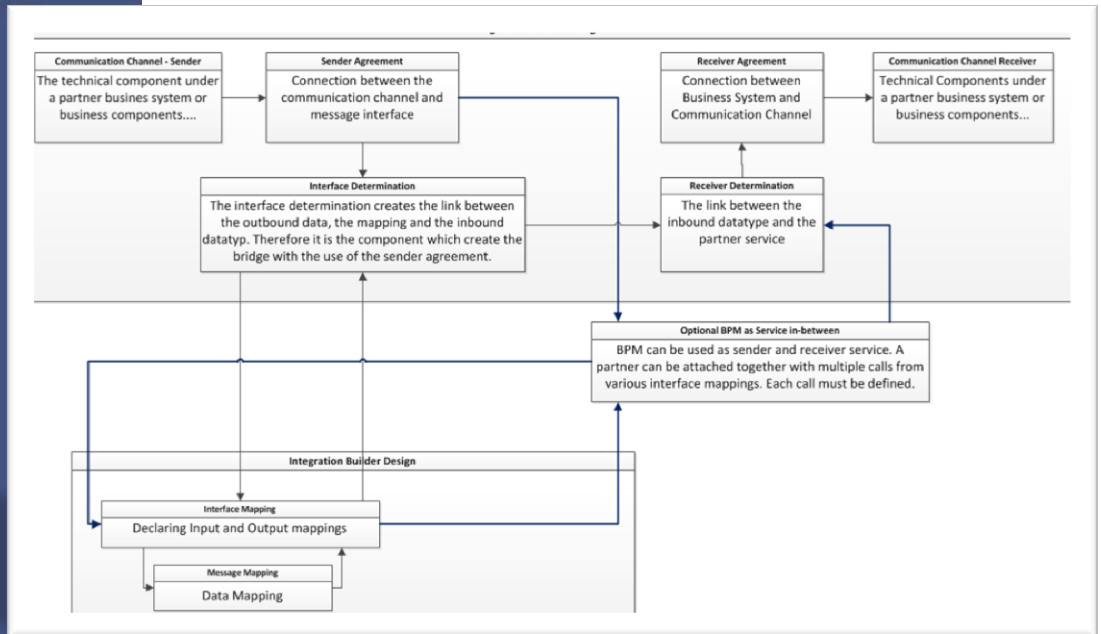 Communication Channel - Sender
The technical component under
a partner busines system or
business components....
Sender Agreement
Connection between the
communication channel and
message interface
Receiver Agreement
Connection between
Business System and
Communication Channel
Communication Channel Receiver
Technical Components under
a partner business system or
business components...
Interface Determination
The interface determination creates the link between
the outbound data, the mapping and the inbound
datatyp. Therefore it is the component which create the
bridge with the use of the sender agreement.
Receiver Determination
The link between the
inbound datatype and the
partner service
Optional BPM as Service in-between
BPM can be used as sender and receiver service. A
partner can be attached together with multiple calls from
various interface mappings. Each call must be defined.
Integration Builder Design
Interface Mapping
Declaring Input and Output mappings
Message Mapping
Data Mapping